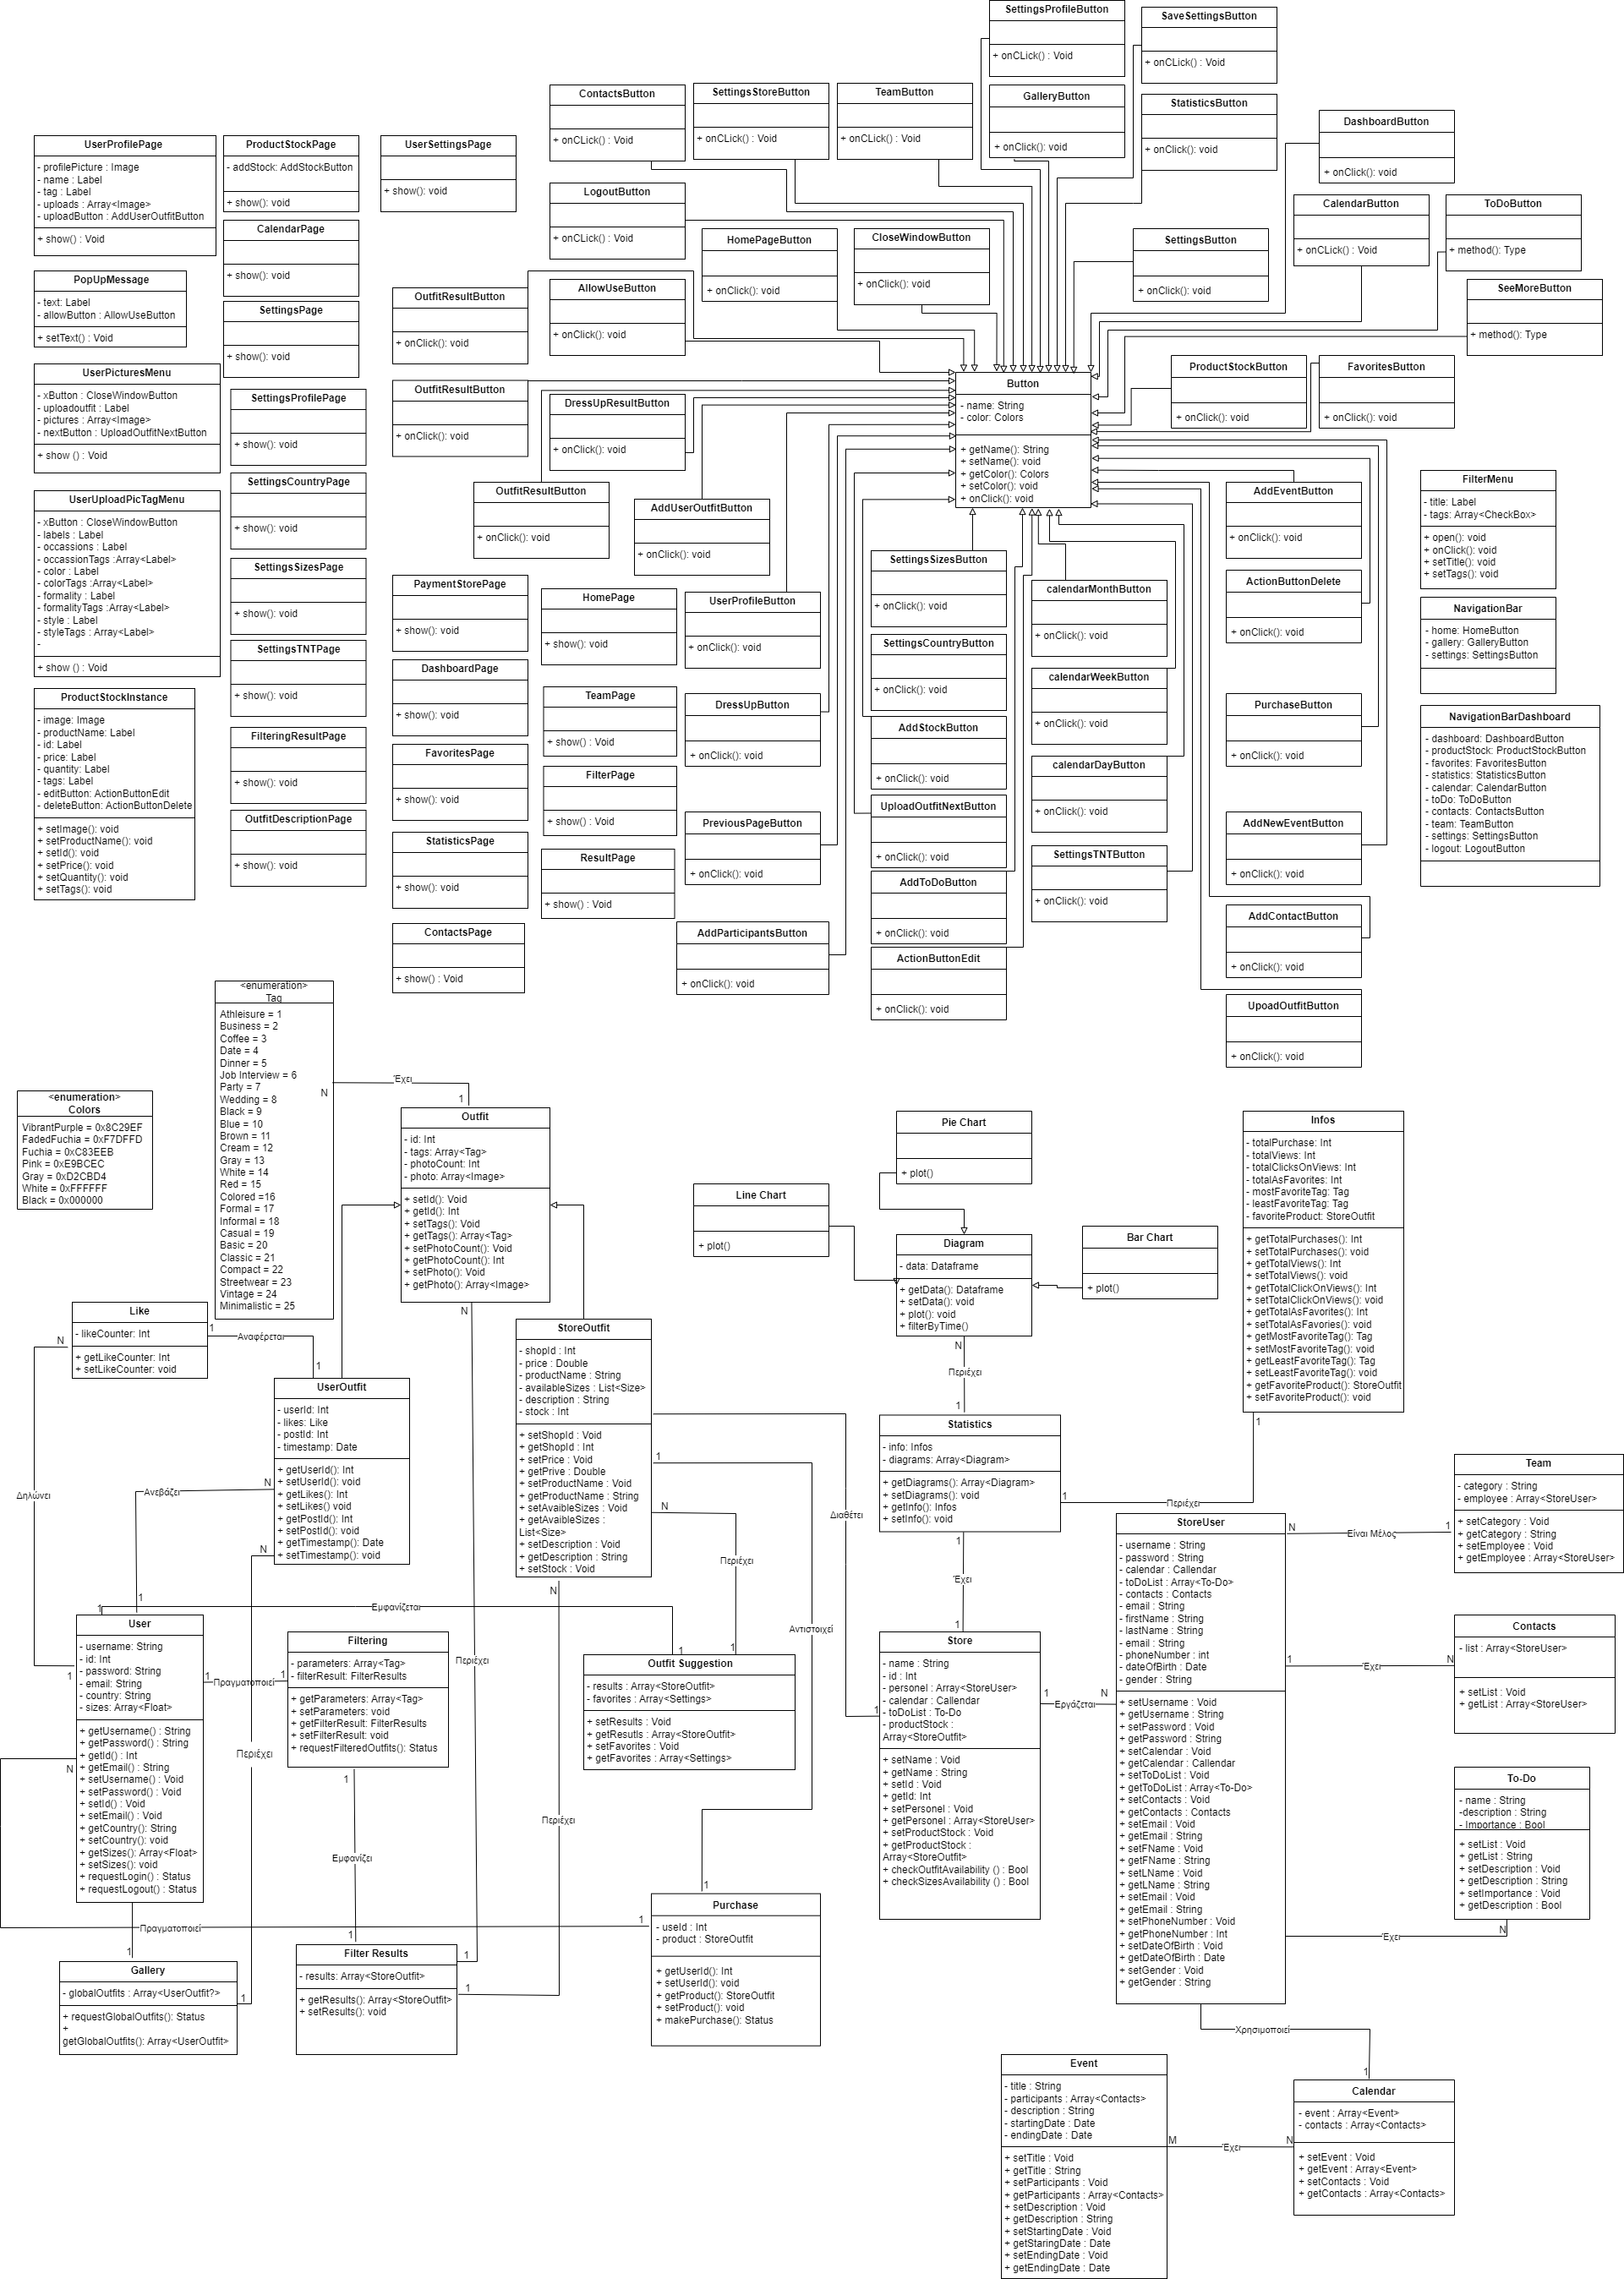 SettingsProfileButton
+ onCLick() : Void
SaveSettingsButton
+ onCLick() : Void
ContactsButton
+ onCLick() : Void
SettingsStoreButton
+ onCLick() : Void
TeamButton
+ onCLick() : Void
GalleryButton
+ onCLick() : Void
StatisticsButton
+ onCLick() : Void
DashboardButton
+ onClick(): void
UserProfilePage
- profilePicture : Image
- name : Label
- tag : Label
- uploads : Array<Image>
- uploadButton : AddUserOutfitButton
+ show() : Void
ProductStockPage
- addStock: AddStockButton
+ show(): void
UserSettingsPage
+ show(): void
LogoutButton
+ onCLick() : Void
CalendarButton
+ onCLick() : Void
ToDoButton
+ method(): Type
CalendarPage
+ show(): void
HomePageButton
+ onClick(): void
CloseWindowButton
+ onClick(): void
SettingsButton
+ onClick(): void
PopUpMessage
- text: Label
- allowButton : AllowUseButton
+ setText() : Void
SettingsPage
+ show(): void
OutfitResultButton
+ onClick(): void
AllowUseButton
+ onClick(): void
SeeMoreButton
+ method(): Type
UserPicturesMenu
- xButton : CloseWindowButton
- uploadoutfit : Label
- pictures : Array<Image>
- nextButton : UploadOutfitNextButton
+ show () : Void
SettingsProfilePage
+ show(): void
OutfitResultButton
+ onClick(): void
DressUpResultButton
+ onClick(): void
Button
- name: String
- color: Colors
+ getName(): String
+ setName(): void
+ getColor(): Colors
+ setColor(): void
+ onClick(): void
ProductStockButton
+ onClick(): void
FavoritesButton
+ onClick(): void
UserUploadPicTagMenu
- xButton : CloseWindowButton
- labels : Label
- occassions : Label
- occassionTags :Array<Label>
- color : Label
- colorTags :Array<Label>
- formality : Label
- formalityTags :Array<Label>
- style : Label
- styleTags : Array<Label>
-
+ show () : Void
SettingsCountryPage
+ show(): void
OutfitResultButton
+ onClick(): void
AddUserOutfitButton
+ onClick(): void
AddEventButton
+ onClick(): void
FilterMenu
- title: Label
- tags: Array<CheckBox>
+ open(): void
+ onClick(): void
+ setTitle(): void
+ setTags(): void
SettingsSizesPage
+ show(): void
PaymentStorePage
+ show(): void
HomePage
+ show(): void
UserProfileButton
+ onClick(): void
SettingsSizesButton
+ onClick(): void
calendarMonthButton
+ onClick(): void
ActionButtonDelete
+ onClick(): void
NavigationBar
- home: HomeButton
- gallery: GalleryButton
- settings: SettingsButton
SettingsTNTPage
+ show(): void
DashboardPage
+ show(): void
TeamPage
+ show() : Void
DressUpButton
+ onClick(): void
SettingsCountryButton
+ onClick(): void
calendarWeekButton
+ onClick(): void
PurchaseButton
+ onClick(): void
NavigationBarDashboard
- dashboard: DashboardButton
- productStock: ProductStockButton
- favorites: FavoritesButton
- statistics: StatisticsButton
- calendar: CalendarButton
- toDo: ToDoButton
- contacts: ContactsButton
- team: TeamButton
- settings: SettingsButton
- logout: LogoutButton
ProductStockInstance
- image: Image
- productName: Label
- id: Label
- price: Label
- quantity: Label
- tags: Label
- editButton: ActionButtonEdit
- deleteButton: ActionButtonDelete
+ setImage(): void
+ setProductName(): void
+ setId(): void
+ setPrice(): void
+ setQuantity(): void
+ setTags(): void
FilteringResultPage
+ show(): void
FavoritesPage
+ show(): void
FilterPage
+ show() : Void
AddStockButton
+ onClick(): void
calendarDayButton
+ onClick(): void
OutfitDescriptionPage
+ show(): void
StatisticsPage
+ show(): void
ResultPage
+ show() : Void
PreviousPageButton
+ onClick(): void
UploadOutfitNextButton
+ onClick(): void
SettingsTNTButton
+ onClick(): void
AddNewEventButton
+ onClick(): void
ContactsPage
+ show() : Void
AddParticipantsButton
+ onClick(): void
AddToDoButton
+ onClick(): void
ActionButtonEdit
+ onClick(): void
AddContactButton
+ onClick(): void
UpoadOutfitButton
+ onClick(): void
<enumeration>
Tag
Athleisure = 1
Business = 2
Coffee = 3
Date = 4
Dinner = 5
Job Interview = 6
Party = 7
Wedding = 8
Black = 9
Blue = 10
Brown = 11
Cream = 12
Gray = 13
White = 14
Red = 15
Colored =16
Formal = 17
Informal = 18
Casual = 19
Basic = 20
Classic = 21
Compact = 22
Streetwear = 23
Vintage = 24
Minimalistic = 25
N
Έχει
1
<enumeration>
Colors
VibrantPurple = 0x8C29EF
FadedFuchia = 0xF7DFFD
Fuchia = 0xC83EEB
Pink = 0xE9BCEC
Gray = 0xD2CBD4
White = 0xFFFFFF
Black = 0x000000
Outfit
- id: Int
- tags: Array<Tag>
- photoCount: Int
- photo: Array<Image>
+ setId(): Void
+ getId(): Int
+ setTags(): Void
+ getTags(): Array<Tag>
+ setPhotoCount(): Void
+ getPhotoCount(): Int
+ setPhoto(): Void
+ getPhoto(): Array<Image>
N
Pie Chart
+ plot()
Line Chart
+ plot()
Diagram
- data: Dataframe
+ getData(): Dataframe
+ setData(): void
+ plot(): void
+ filterByTime()
Bar Chart
+ plot()
N
Περιέχει
1
Infos
- totalPurchase: Int
- totalViews: Int
- totalClicksOnViews: Int
- totalAsFavorites: Int
- mostFavoriteTag: Tag
- leastFavoriteTag: Tag
- favoriteProduct: StoreOutfit
+ getTotalPurchases(): Int
+ setTotalPurchases(): void
+ getTotalViews(): Int
+ setTotalViews(): void
+ getTotalClickOnViews(): Int
+ setTotalClickOnViews(): void
+ getTotalAsFavorites(): Int
+ setTotalAsFavories(): void
+ getMostFavoriteTag(): Tag
+ setMostFavoriteTag(): void
+ getLeastFavoriteTag(): Tag
+ setLeastFavoriteTag(): void
+ getFavoriteProduct(): StoreOutfit
+ setFavoriteProduct(): void
1
Like
- likeCounter: Int
+ getLikeCounter: Int
+ setLikeCounter: void
N
1
Αναφέρεται
1
Δηλώνει
1
UserOutfit
- userId: Int
- likes: Like
- postId: Int
- timestamp: Date
+ getUserId(): Int
+ setUserId(): void
+ getLikes(): Int
+ setLikes() void
+ getPostId(): Int
+ setPostId(): void
+ getTimestamp(): Date
+ setTimestamp(): void
N
Ανεβάζει
1
N
StoreOutfit
- shopId : Int
- price : Double
- productName : String
- availableSizes : List<Size>
- description : String
- stock : Int
+ setShopId : Void
+ getShopId : Int
+ setPrice : Void
+ getPrive : Double
+ setProductName : Void
+ getProductName : String
+ setAvaibleSizes : Void
+ getAvaibleSizes :
List<Size>
+ setDescription : Void
+ getDescription : String
+ setStock : Void
1
N
N
Περιέχει
1
Διαθέτει
1
Αντιστοιχεί
1
Statistics
- info: Infos
- diagrams: Array<Diagram>
+ getDiagrams(): Array<Diagram>
+ setDiagrams(): void
+ getInfo(): Infos
+ setInfo(): void
1
Περιέχει
1
Έχει
1
Team
- category : String
- employee : Array<StoreUser>
+ setCategory : Void
+ getCategory : String
+ setEmployee : Void
+ getEmployee : Array<StoreUser>
N
Είναι Μέλος
1
StoreUser
- username : String
- password : String
- calendar : Callendar
- toDoList : Array<To-Do>
- contacts : Contacts
- email : String
- firstName : String
- lastName : String
- email : String
- phoneNumber : int
- dateOfBirth : Date
- gender : String
+ setUsername : Void
+ getUsername : String
+ setPassword : Void
+ getPassword : String
+ setCalendar : Void
+ getCalendar : Callendar
+ setToDoList : Void
+ getToDoList : Array<To-Do>
+ setContacts : Void
+ getContacts : Contacts
+ setEmail : Void
+ getEmail : String
+ setFName : Void
+ getFName : String
+ setLName : Void
+ getLName : String
+ setEmail : Void
+ getEmail : String
+ setPhoneNumber : Void
+ getPhoneNumber : Int
+ setDateOfBirth : Void
+ getDateOfBirth : Date
+ setGender : Void
+ getGender : String
Contacts
- list : Array<StoreUser>
+ setList : Void
+ getList : Array<StoreUser>
1
Έχει
N
To-Do
- name : String
-description : String
- Importance : Bool
+ setList : Void
+ getList : String
+ setDescription : Void
+ getDescription : String
+ setImportance : Void
+ getDescription : Bool
N
Έχει
User
- username: String
- id: Int
- password: String
- email: String
- country: String
- sizes: Array<Float>
+ getUsername() : String
+ getPassword() : String
+ getId() : Int
+ getEmail() : String
+ setUsername() : Void
+ setPassword() : Void
+ setId() : Void
+ setEmail() : Void
+ getCountry(): String
+ setCountry(): void
+ getSizes(): Array<Float>
+ setSizes(): void
+ requestLogin() : Status
+ requestLogout() : Status
1
Εμφανίζεται
1
1
Πραγματοποιεί
1
N
Filtering
- parameters: Array<Tag>
- filterResult: FilterResults
+ getParameters: Array<Tag>
+ setParameters: void
+ getFilterResult: FilterResults
+ setFilterResult: void
+ requestFilteredOutfits(): Status
1
Εμφανίζει
1
Περιέχει
Περιέχει
Περιέχει
Outfit Suggestion
- results : Array<StoreOutfit>
- favorites : Array<Settings>
+ setResults : Void
+ getResutls : Array<StoreOutfit>
+ setFavorites : Void
+ getFavorites : Array<Settings>
Store
- name : String
- id : Int
- personel : Array<StoreUser>
- calendar : Callendar
- toDoList : To-Do
- productStock :
Array<StoreOutfit>
+ setName : Void
+ getName : String
+ setId : Void
+ getId: Int
+ setPersonel : Void
+ getPersonel : Array<StoreUser>
+ setProductStock : Void
+ getProductStock :
Array<StoreOutfit>
+ checkOutfitAvailability () : Bool
+ checkSizesAvailability () : Bool
1
Εργάζεται
N
Πραγματοποιεί
1
Purchase
- useId : Int
- product : StoreOutfit
+ getUserId(): Int
+ setUserId(): void
+ getProduct(): StoreOutfit
+ setProduct(): void
+ makePurchase(): Status
1
Gallery
- globalOutfits : Array<UserOutfit?>
+ requestGlobalOutfits(): Status
+
getGlobalOutfits(): Array<UserOutfit>
1
Filter Results
- results: Array<StoreOutfit>
+ getResults(): Array<StoreOutfit>
+ setResults(): void
1
1
Χρησιμοποιεί
1
Event
- title : String
- participants : Array<Contacts>
- description : String
- startingDate : Date
- endingDate : Date
+ setTitle : Void
+ getTitle : String
+ setParticipants : Void
+ getParticipants : Array<Contacts>
+ setDescription : Void
+ getDescription : String
+ setStartingDate : Void
+ getStaringDate : Date
+ setEndingDate : Void
+ getEndingDate : Date
M
Έχει
N
Calendar
- event : Array<Event>
- contacts : Array<Contacts>
+ setEvent : Void
+ getEvent : Array<Event>
+ setContacts : Void
+ getContacts : Array<Contacts>